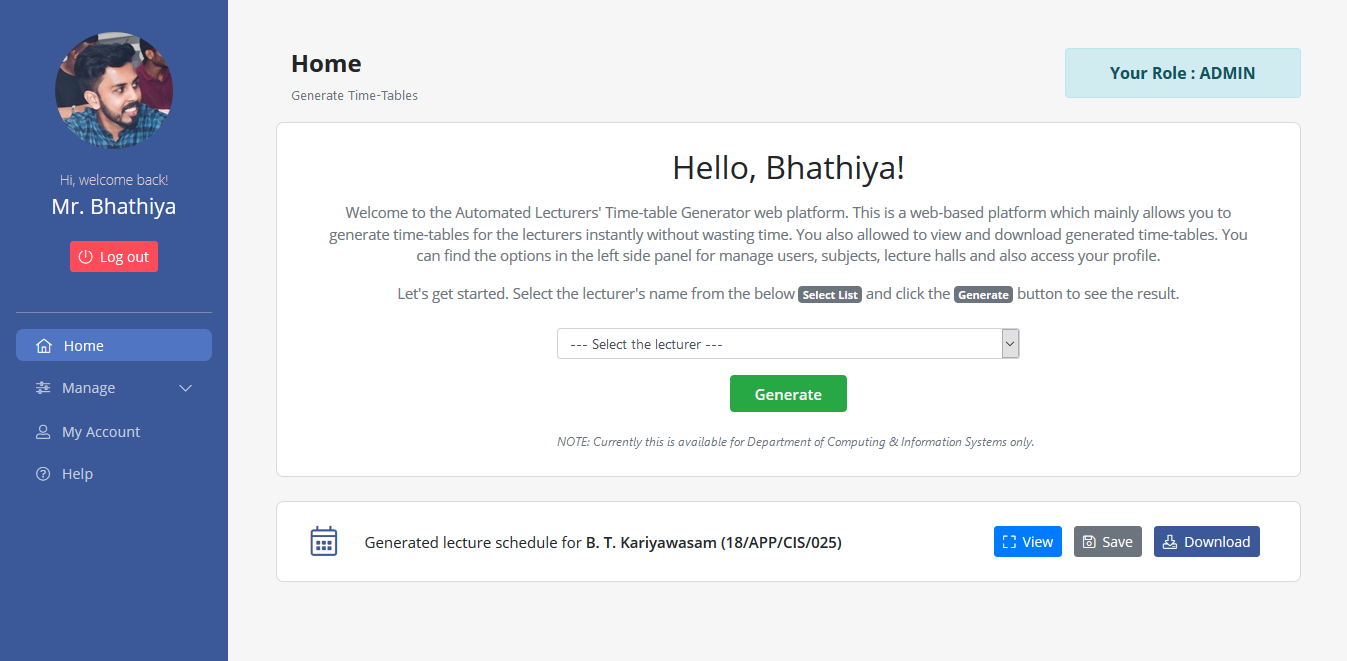 Hi, welcome back!
Mr. Bhathiya
Log out
Home
Manage
My Account
Help
Home
Generate Time-Tables
Your Role : ADMIN
Hello, Bhathiya!
Welcome to the Automated Lecturers' Time-table Generator web platform. This is a web-based platform which mainly allows you to
generate time-tables for the lecturers instantly without wasting time. You also allowed to view and download generated time-tables. You
can find the options in the left side panel for manage users, subjects, lecture halls and also access your profile.
Let's get started. Select the lecturer's name from the below Select List and click the Generate button to see the result.
--- Select the lecturer ---
Generate
NOTE: Currently this is available for Department of Computing & Information Systems only.
Generated lecture schedule for B. T. Kariyawasam (18/APP/CIS/025)
View
Save
Download